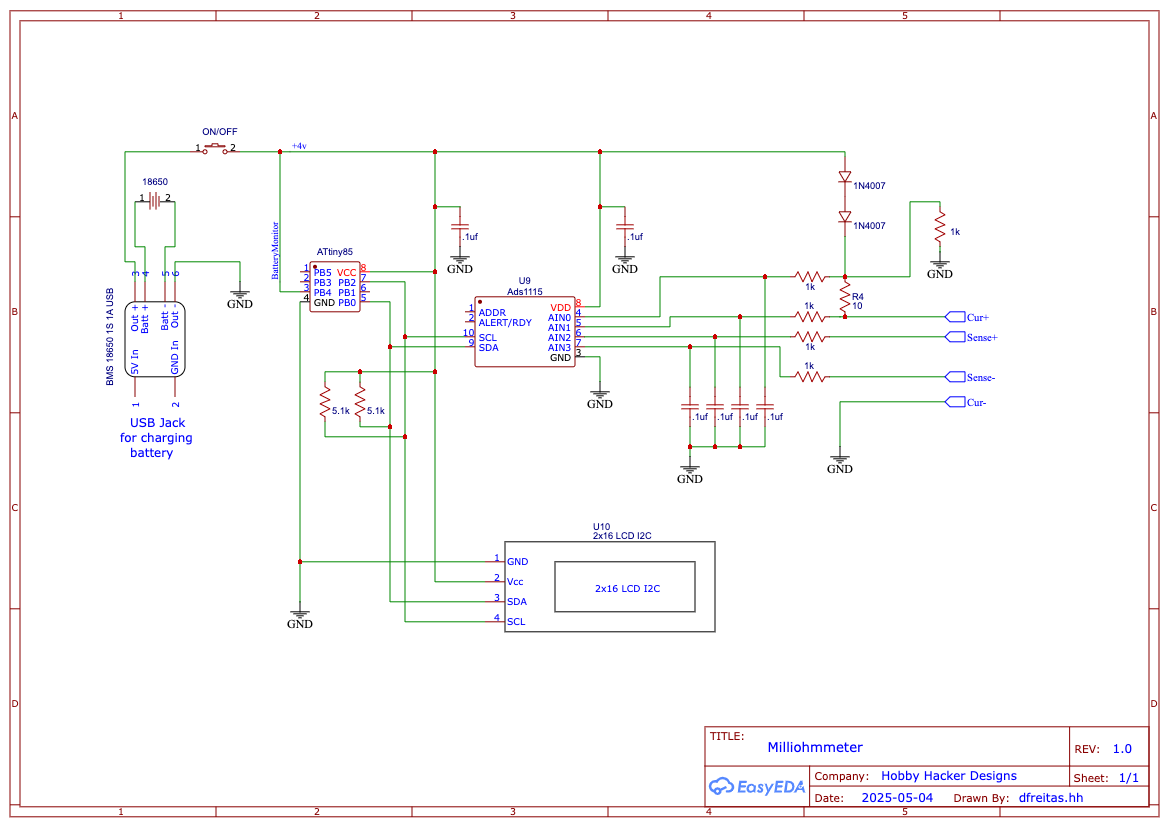 1 2 3 4 5
A A
B B
C C
D D
ON/OFF
1 2
+4v
18650
1 2
BatteryMonitor
3 4 5 6
Out +
Batt +
Batt -
Out -
5V In
GND In
BMS 18650 1S 1A USB
1 2
USB Jack
for charging
battery
GND
ATtiny85
1 PB5 VCC 8
2 PB3 PB2 7
3 PB4 PB1 6
4 GND PB0 5
.1uf
GND
.1uf
GND
U9
Ads1115
1 ADDR
2 ALERT/RDY
10 SCL
9 SDA
VDD 8
AIN0 4
AIN1 5
AIN2 6
AIN3 7
GND 3
GND
5.1k
5.1k
1N4007
1N4007
1k
GND
1k
R4
10
1k
1k
1k
Cur+
Sense+
Sense-
Cur-
.1uf .1uf .1uf .1uf
GND
GND
U10
2x16 LCD I2C
1 GND
2 Vcc
3 SDA
4 SCL
2x16 LCD I2C
GND
TITLE:
Milliohmmeter
REV: 1.0
EasyEDA
Company: Hobby Hacker Designs
Sheet: 1/1
Date: 2025-05-04 Drawn By: dfreitas.hh
1 2 3 4 5